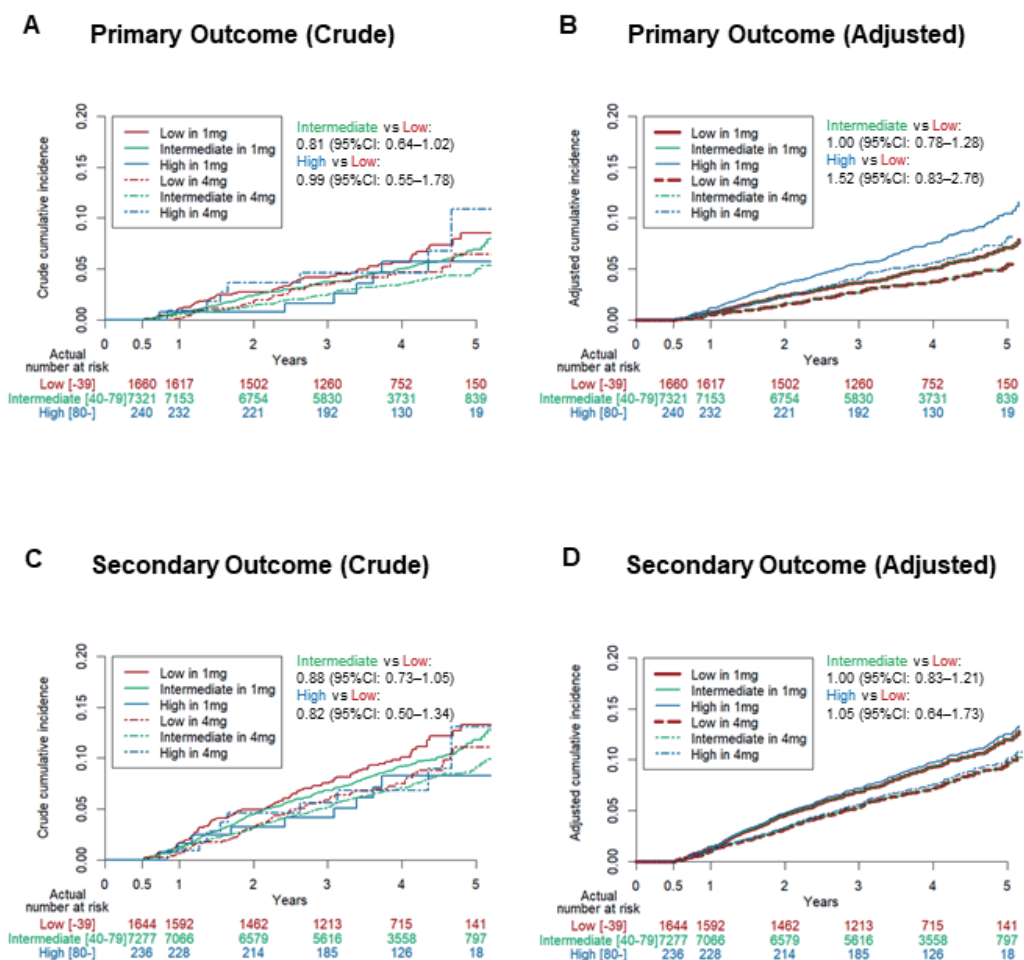 A
Primary Outcome (Crude)
Crude cumulative incidence
0.00 0.05 0.10 0.15 0.20
Low in 1mg
Intermediate in 1mg
High in 1mg
Low in 4mg
Intermediate in 4mg
High in 4mg
Intermediate vs Low:
0.81 (95%CI: 0.64–1.02)
High vs Low:
0.99 (95%CI: 0.55–1.78)
0 0.5 1 2 3 4 5
Years
Actual
number at risk
Low [-39] 1660 1617 1502 1260 752 150
Intermediate [40-79] 7321 7153 6754 5830 3731 839
High [80-] 240 232 221 192 130 19
B
Primary Outcome (Adjusted)
Adjusted cumulative incidence
0.00 0.05 0.10 0.15 0.20
Low in 1mg
Intermediate in 1mg
High in 1mg
Low in 4mg
Intermediate in 4mg
High in 4mg
Intermediate vs Low:
1.00 (95%CI: 0.78–1.28)
High vs Low:
1.52 (95%CI: 0.83–2.76)
0 0.5 1 2 3 4 5
Years
Actual
number at risk
Low [-39] 1660 1617 1502 1260 752 150
Intermediate [40-79] 7321 7153 6754 5830 3731 839
High [80-] 240 232 221 192 130 19
C
Secondary Outcome (Crude)
Crude cumulative incidence
0.00 0.05 0.10 0.15 0.20
Low in 1mg
Intermediate in 1mg
High in 1mg
Low in 4mg
Intermediate in 4mg
High in 4mg
Intermediate vs Low:
0.88 (95%CI: 0.73–1.05)
High vs Low:
0.82 (95%CI: 0.50–1.34)
0 0.5 1 2 3 4 5
Years
Actual
number at risk
Low [-39] 1644 1592 1462 1213 715 141
Intermediate [40-79] 7277 7066 6579 5616 3558 797
High [80-] 236 228 214 185 126 18
D
Secondary Outcome (Adjusted)
Adjusted cumulative incidence
0.00 0.05 0.10 0.15 0.20
Low in 1mg
Intermediate in 1mg
High in 1mg
Low in 4mg
Intermediate in 4mg
High in 4mg
Intermediate vs Low:
1.00 (95%CI: 0.83–1.21)
High vs Low:
1.05 (95%CI: 0.64–1.73)
0 0.5 1 2 3 4 5
Years
Actual
number at risk
Low [-39] 1644 1592 1462 1213 715 141
Intermediate [40-79] 7277 7066 6579 5616 3558 797
High [80-] 236 228 214 185 126 18